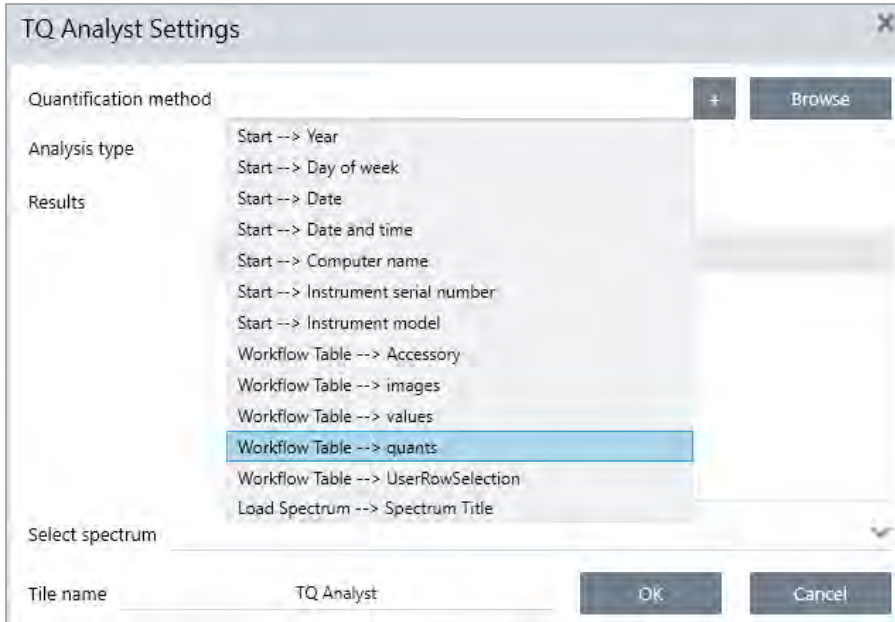 TQ Analyst Settings
Quantification method
+ Browse
Start --> Year
Analysis type
Start --> Day of week
Start --> Date
Results
Start --> Date and time
Start --> Computer name
Start --> Instrument serial number
Start --> Instrument model
Workflow Table --> Accessory
Workflow Table --> images
Workflow Table --> values
Workflow Table --> quants
Workflow Table --> UserRowSelection
Load Spectrum --> Spectrum Title
Select spectrum
Tile name TQ Analyst OK Cancel